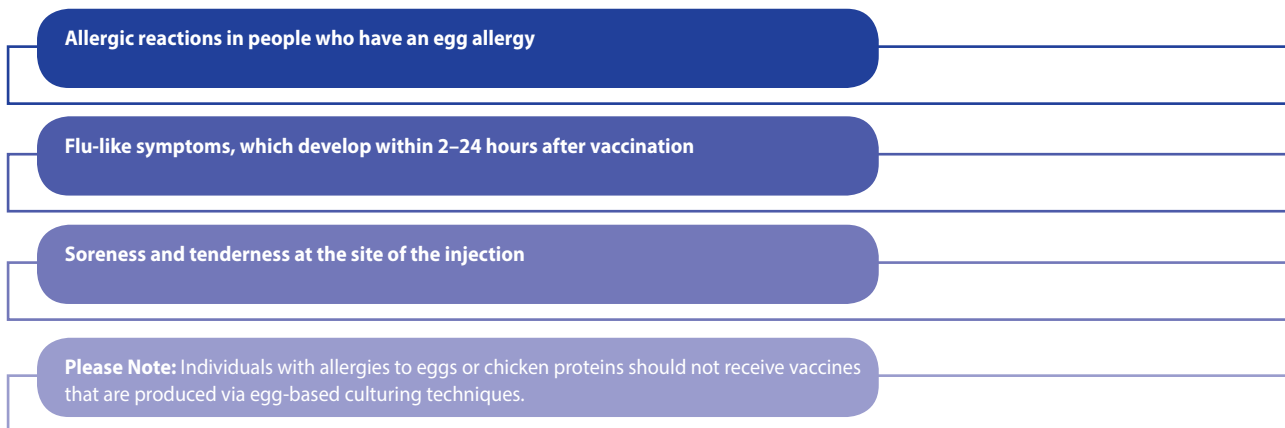 Allergic reactions in people who have an egg allergy
Flu-like symptoms, which develop within 2–24 hours after vaccination
Soreness and tenderness at the site of the injection
Please Note: Individuals with allergies to eggs or chicken proteins should not receive vaccines
that are produced via egg-based culturing techniques.